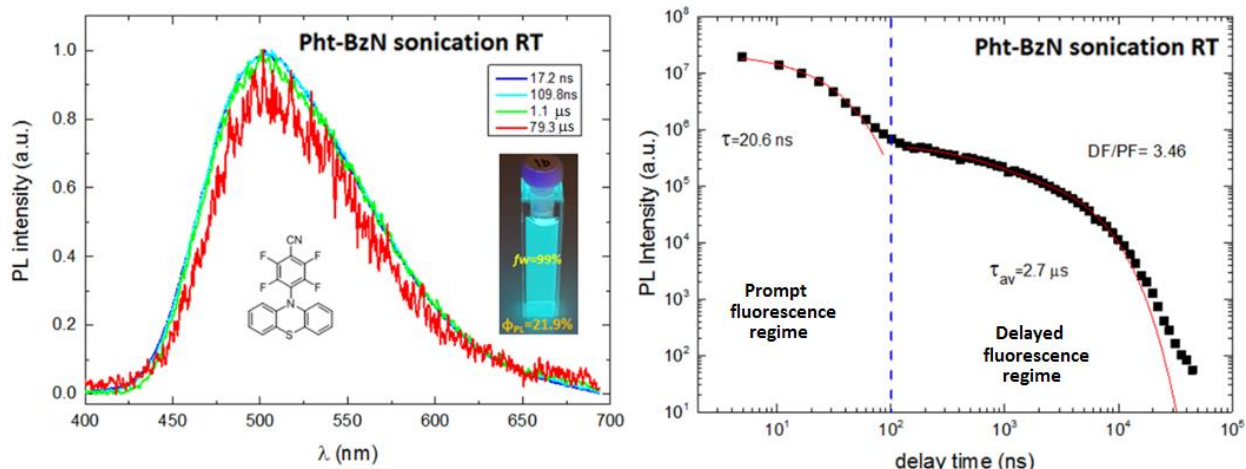 Pht-BzN sonication RT
17.2 ns
109.8ns
1.1 μs
79.3 μs
1.0
0.8
0.6
0.4
0.2
0.0
PL intensity (a.u.)
CN
F
F
F
F
N
S
fw=99%
ΦPL=21.9%
400
450
500
550
600
650
700
λ (nm)
Pht-BzN sonication RT
10⁸
10⁷
10⁶
10⁵
10⁴
10³
10²
10¹
PL Intensity (a.u.)
τ=20.6 ns
DF/PF= 3.46
τav=2.7 μs
Prompt
fluorescence
regime
Delayed
fluorescence
regime
10¹
10²
10³
10⁴
10⁵
delay time (ns)